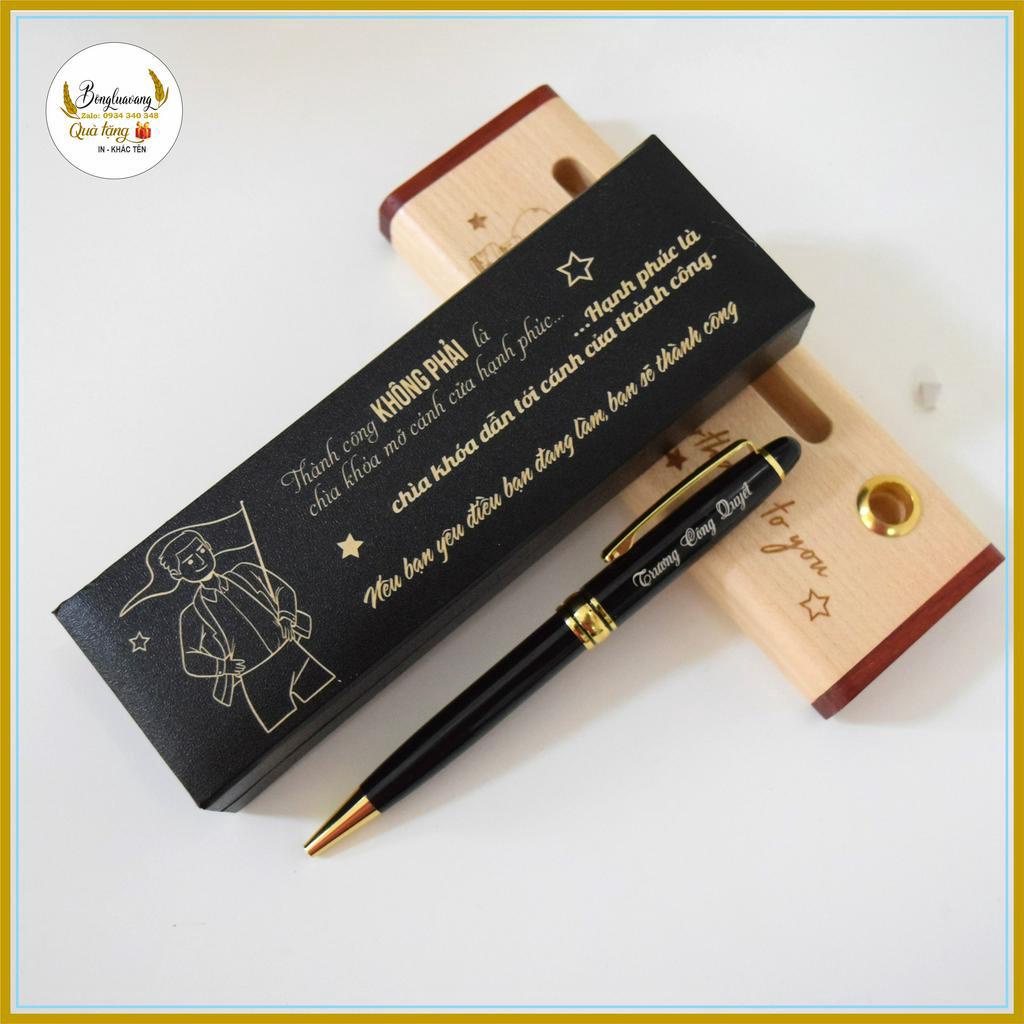 Bôngluavang
Zalo: 0934 340 348
Quà tặng
IN - KHẮC TÊN
Thành công KHÔNG PHẢI là
chìa khóa mở cánh cửa hạnh phúc...
...Hạnh phúc là
chìa khóa dẫn tới cánh cửa thành công.
Nếu bạn yêu điều bạn đang làm, bạn sẽ thành công
Trương Công Quyết
to you